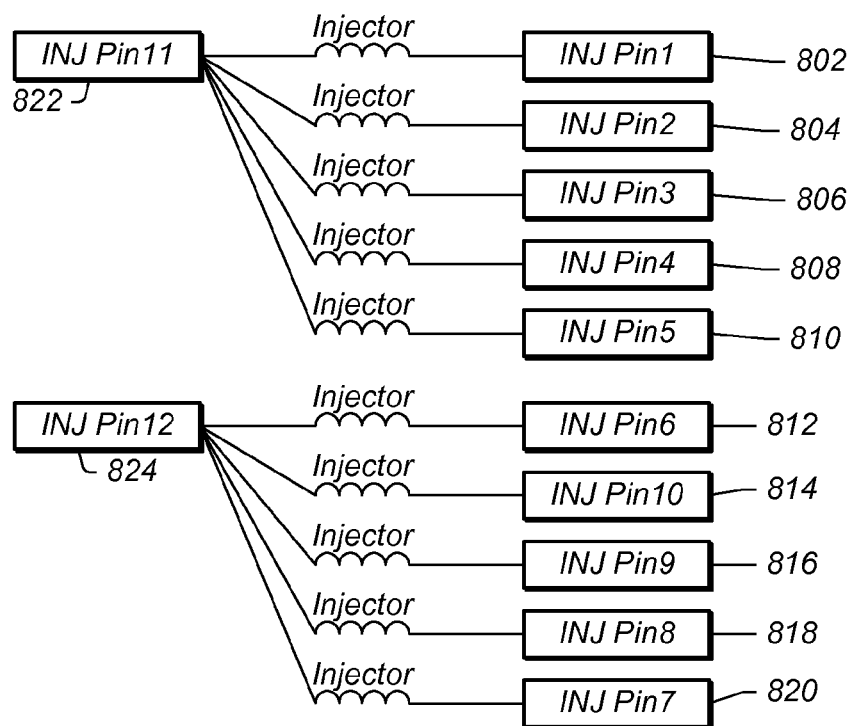 Injector
INJ Pin11
INJ Pin1
802
822
Injector
INJ Pin2
804
Injector
INJ Pin3
806
Injector
INJ Pin4
808
Injector
INJ Pin5
810
Injector
INJ Pin12
INJ Pin6
812
824
Injector
INJ Pin10
814
Injector
INJ Pin9
816
Injector
INJ Pin8
818
Injector
INJ Pin7
820